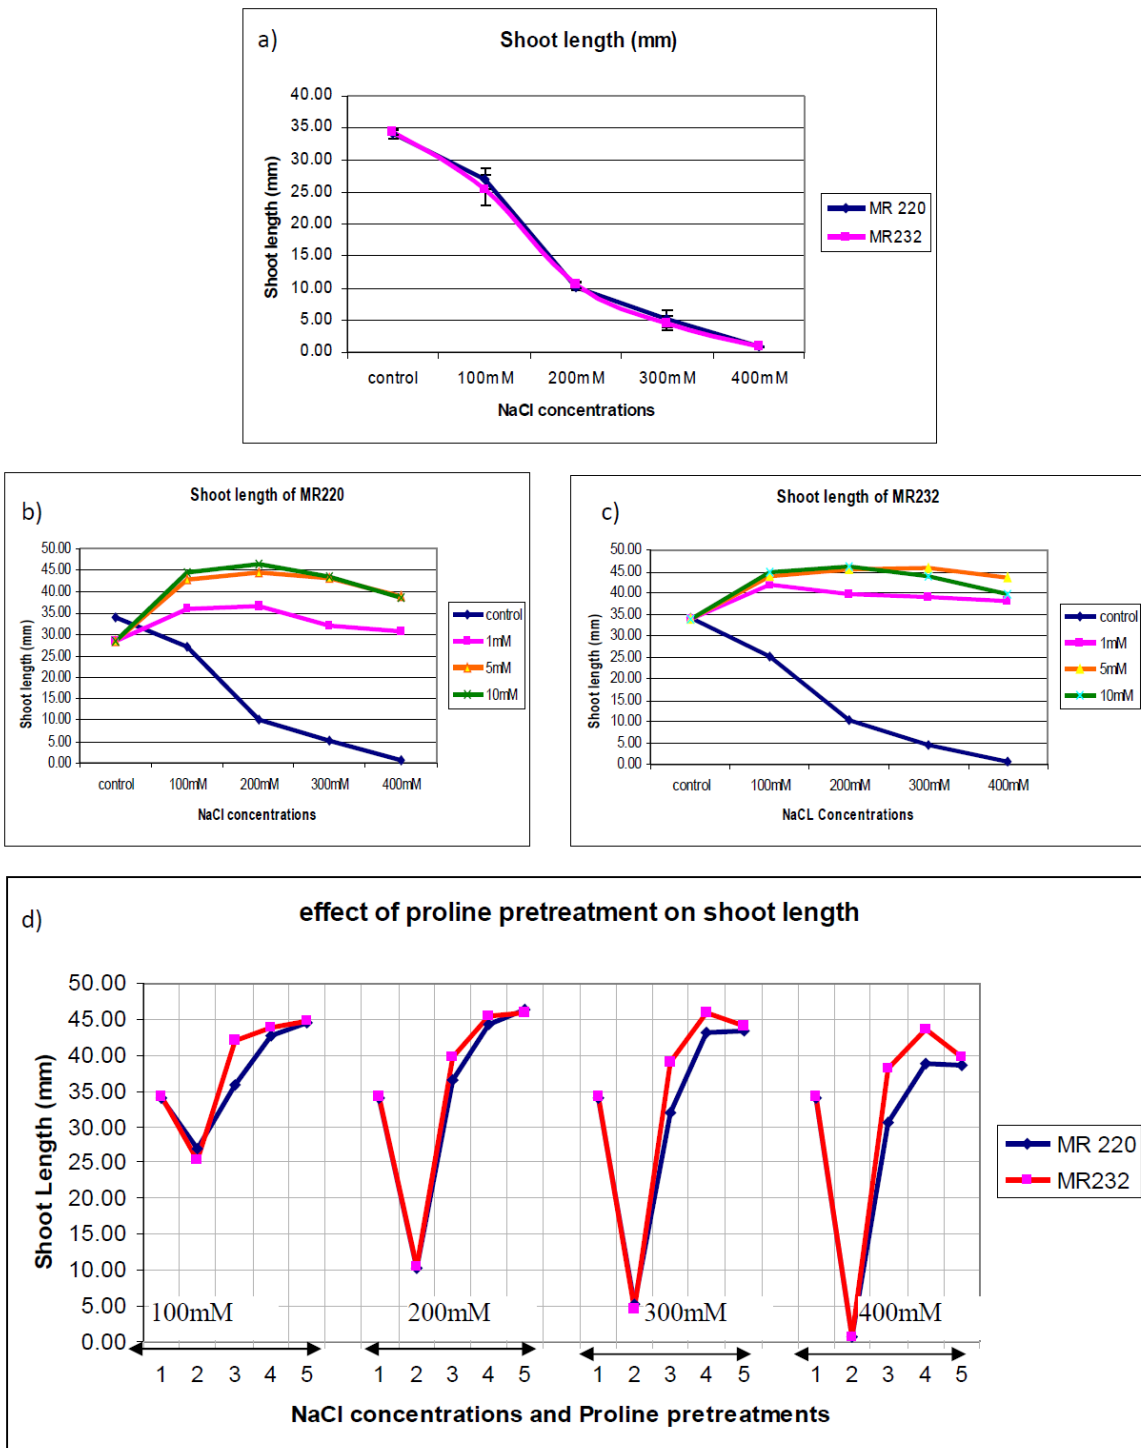 a)
Shoot length (mm)
40.00
35.00
30.00
25.00
20.00
15.00
10.00
5.00
0.00
Shoot length (mm)
control 100mM 200mM 300mM 400mM
NaCl concentrations
MR 220
MR232
b)
Shoot length of MR220
50.00
45.00
40.00
35.00
30.00
25.00
20.00
15.00
10.00
5.00
0.00
Shoot length (mm)
control 100mM 200mM 300mM 400mM
NaCl concentrations
control
1mM
5mM
10mM
c)
Shoot length of MR232
50.00
45.00
40.00
35.00
30.00
25.00
20.00
15.00
10.00
5.00
0.00
Shoot length (mm)
control 100mM 200mM 300mM 400mM
NaCL Concentrations
control
1mM
5mM
10mM
d)
effect of proline pretreatment on shoot length
50.00
45.00
40.00
35.00
30.00
25.00
20.00
15.00
10.00
5.00
0.00
Shoot Length (mm)
100mM 200mM 300mM 400mM
1 2 3 4 5 1 2 3 4 5 1 2 3 4 5 1 2 3 4 5
NaCl concentrations and Proline pretreatments
MR 220
MR232